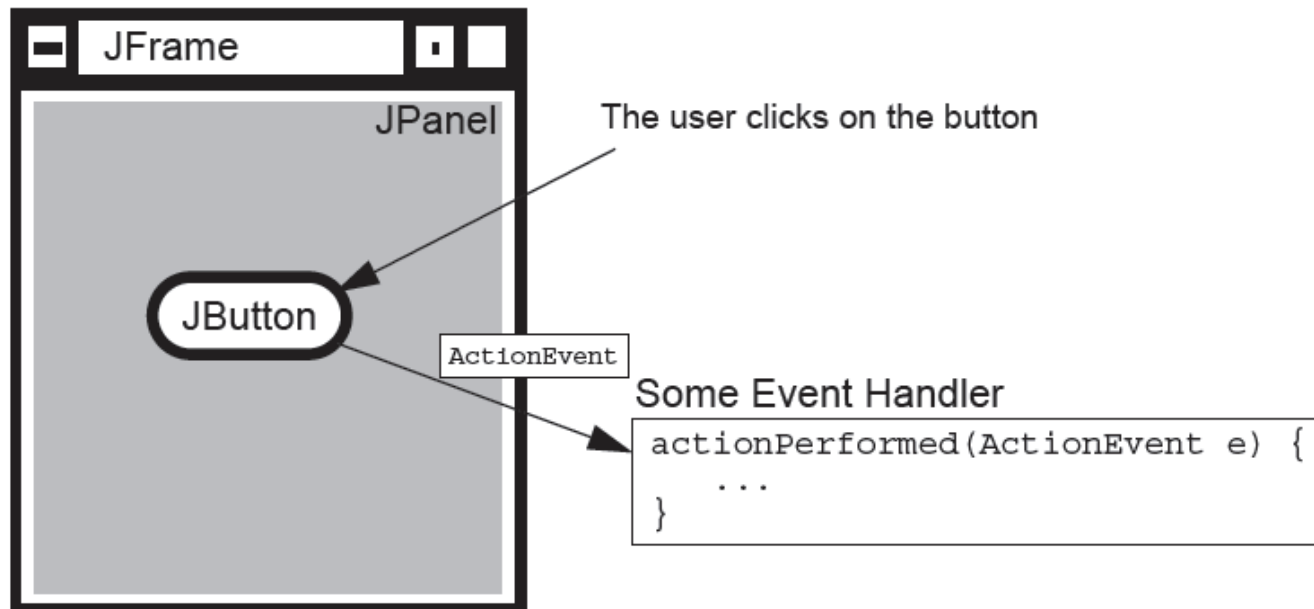 JFrame
JPanel
The user clicks on the button
JButton
ActionEvent
Some Event Handler
actionPerformed(ActionEvent e) {
...
}